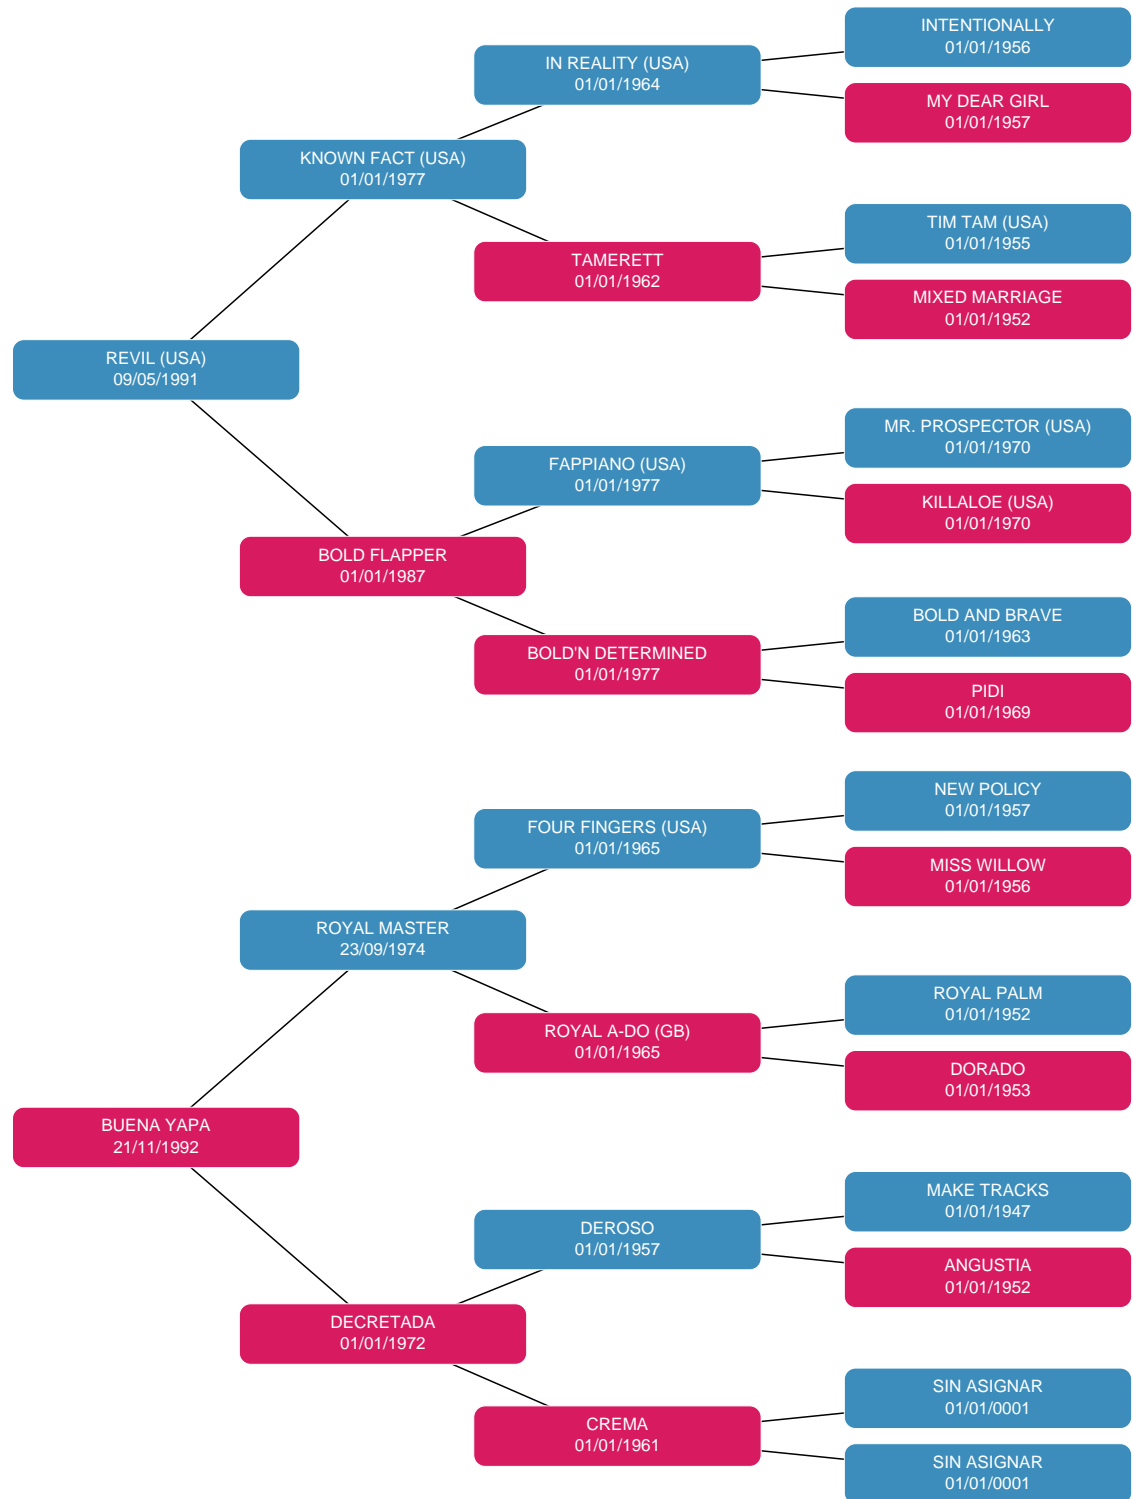 INTENTIONALLY
01/01/1956
IN REALITY (USA)
01/01/1964
MY DEAR GIRL
01/01/1957
KNOWN FACT (USA)
01/01/1977
TIM TAM (USA)
01/01/1955
TAMERETT
01/01/1962
MIXED MARRIAGE
01/01/1952
REVIL (USA)
09/05/1991
MR. PROSPECTOR (USA)
01/01/1970
FAPPIANO (USA)
01/01/1977
KILLALOE (USA)
01/01/1970
BOLD FLAPPER
01/01/1987
BOLD AND BRAVE
01/01/1963
BOLD'N DETERMINED
01/01/1977
PIDI
01/01/1969
NEW POLICY
01/01/1957
FOUR FINGERS (USA)
01/01/1965
MISS WILLOW
01/01/1956
ROYAL MASTER
23/09/1974
ROYAL PALM
01/01/1952
ROYAL A-DO (GB)
01/01/1965
DORADO
01/01/1953
BUENA YAPA
21/11/1992
MAKE TRACKS
01/01/1947
DEROSO
01/01/1957
ANGUSTIA
01/01/1952
DECRETADA
01/01/1972
SIN ASIGNAR
01/01/0001
CREMA
01/01/1961
SIN ASIGNAR
01/01/0001